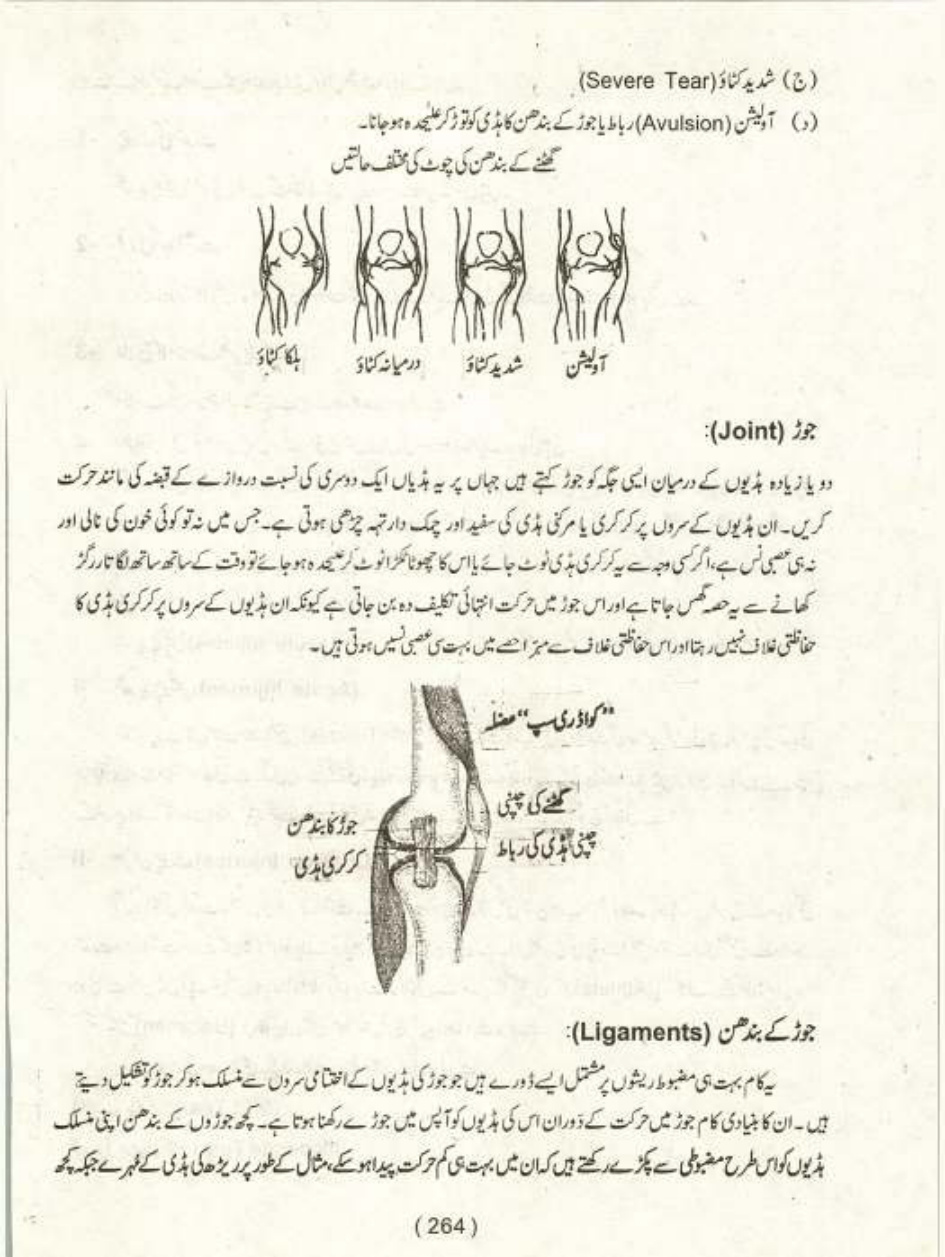 (ج) شدید کٹاؤ (Severe Tear)
(د) آولیشن (Avulsion) رباط یا جوڑ کے بندھن کا ہڈی کو توڑ کر علیٰحدہ ہو جانا۔
گھٹنے کے بندھن کی چوٹ کی مختلف حالتیں
آولیشن شدید کٹاؤ درمیانہ کٹاؤ ہلکا کٹاؤ
جوڑ (Joint):
دو یا زیادہ ہڈیوں کے درمیان ایسی جگہ کو جوڑ کہتے ہیں جہاں پر یہ ہڈیاں ایک دوسری کی نسبت دروازے کے قبضہ کی مانند حرکت
کریں۔ ان ہڈیوں کے سروں پر کرکری یا مرکنی ہڈی کی سفید اور چمک دار تہہ چڑھی ہوتی ہے۔ جس میں نہ تو کوئی خون کی نالی اور
نہ ہی عصبی نس ہے، اگر کسی وجہ سے یہ کرکری ہڈی ٹوٹ جائے یا اس کا چھوٹا ٹکڑا ٹوٹ کر علیحدہ ہو جائے تو وقت کے ساتھ ساتھ لگاتار رگڑ
کھانے سے یہ حصہ گھس جاتا ہے اور اس جوڑ میں حرکت انتہائی تکلیف دہ بن جاتی ہے کیونکہ ان ہڈیوں کے سروں پر کرکری ہڈی کا
حفاظتی غلاف نہیں رہتا اور اس حفاظتی غلاف سے مبرّا حصے میں بہت سی عصبی نسیں ہوتی ہیں۔
”کواڈری سپ“ عضلہ
گھٹنے کی چپنی
جوڑ کا بندھن
چپنی ہڈی کی رباط
کرکری ہڈی
جوڑ کے بندھن (Ligaments):
یہ کام بہت ہی مضبوط ریشوں پر مشتمل ایسے ڈورے ہیں جو جوڑ کی ہڈیوں کے اختتامی سروں سے منسلک ہو کر جوڑ کو تشکیل دیتے
ہیں۔ ان کا بنیادی کام جوڑ میں حرکت کے دَوران اس کی ہڈیوں کو آپس میں جوڑے رکھنا ہوتا ہے۔ کچھ جوڑوں کے بندھن اپنی منسلک
ہڈیوں کو اس طرح مضبوطی سے پکڑے رکھتے ہیں کہ ان میں بہت ہی کم حرکت پیدا ہو سکے، مثال کے طور پر ریڑھ کی ہڈی کے مُہرے جبکہ کچھ
(264)